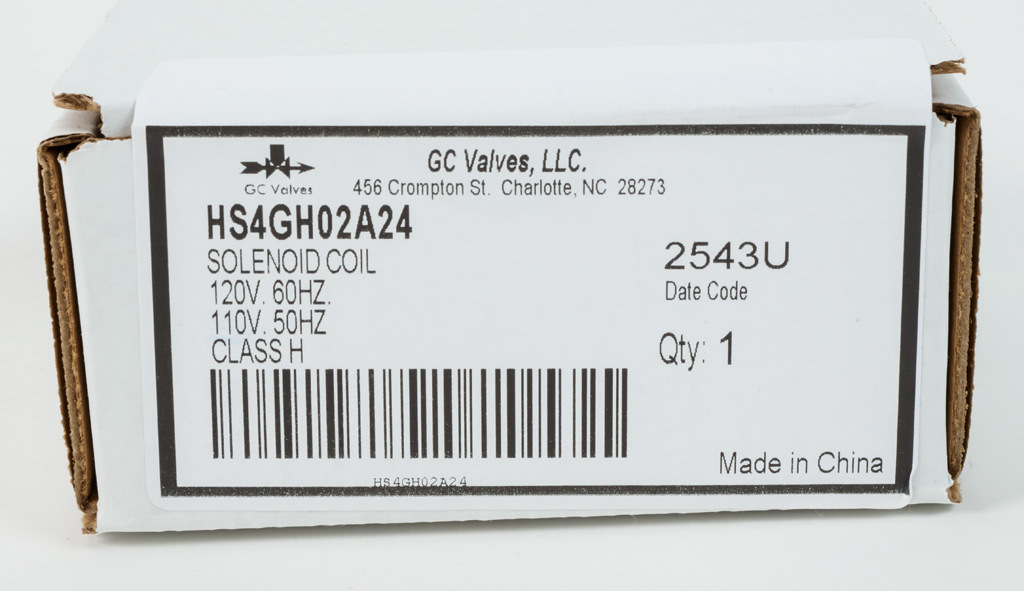 GC Valves, LLC.
GC Valves
456 Crompton St. Charlotte, NC 28273
HS4GH02A24
SOLENOID COIL
120V. 60HZ.
110V. 50HZ
CLASS H
2543U
Date Code
Qty: 1
HS4GH02A24
Made in China